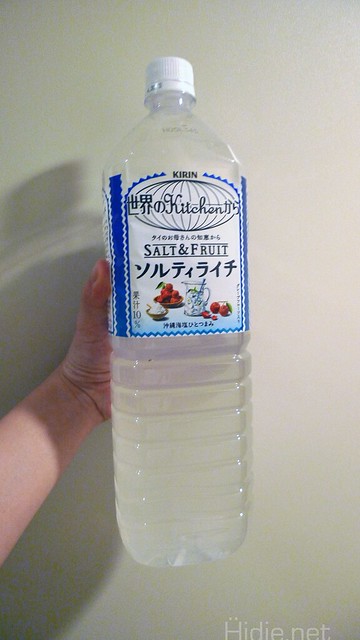 KIRIN
世界のKitchenから
タイのお母さんの知恵から
SALT & FRUIT
ソルティライチ
果汁10%
沖縄海塩ひとつまみ
Hidie.net